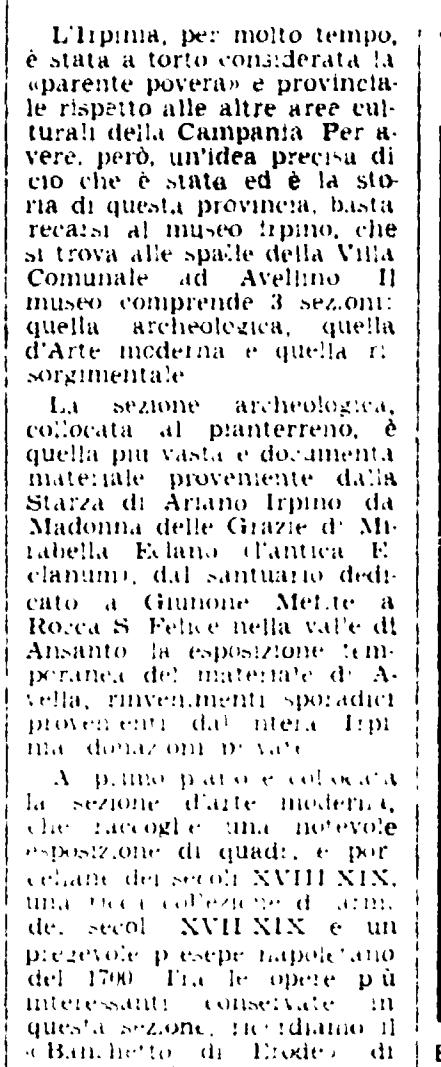 L'Irpinia, per molto tempo,
è stata a torto considerata la
«parente povera» e provincia-
le rispetto alle altre aree cul-
turali della Campania Per a-
vere, però, un'idea precisa di
ciò che è stata ed è la sto-
ria di questa provincia, basta
recarsi al museo Irpino, che
si trova alle spalle della Villa
Comunale ad Avellino Il
museo comprende 3 sezioni:
quella archeologica, quella
d'Arte moderna e quella ri
sorgimentale
La sezione archeologica,
collocata al pianterreno, è
quella più vasta e documenta
materiale proveniente dalla
Starza di Ariano Irpino da
Madonna delle Grazie di Mi-
rabella Eclano (l'antica E
clanum), dal santuario dedi-
cato a Giunone Mefite a
Rocca S Felice nella valle di
Ansanto la esposizione tem-
peranea del materiale di A-
vella, rinvenimenti sporadici
provenienti dall intera Irpi
nia donazioni private
A primo piano e collocata
la sezione d'arte moderna,
che raccoglie una notevole
esposizione di quadri, e por
cellane dei secoli XVIII XIX,
una ricca collezione di armi
dei secoli XVII XIX e un
pregevole presepe napoletano
del 1700 Tra le opere più
interessanti conservate in
questa sezione, ricordiamo il
«Banchetto di Erode» di